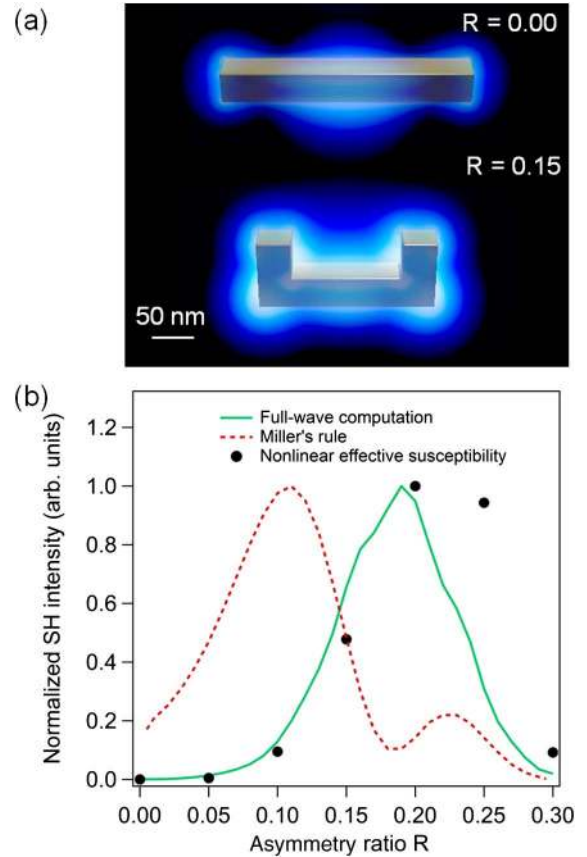 (a)
R = 0.00
R = 0.15
50 nm
(b)
Normalized SH intensity (arb. units)
1.2
1.0
0.8
0.6
0.4
0.2
0.0
Full-wave computation
Miller's rule
Nonlinear effective susceptibility
0.00 0.05 0.10 0.15 0.20 0.25 0.30
Asymmetry ratio R